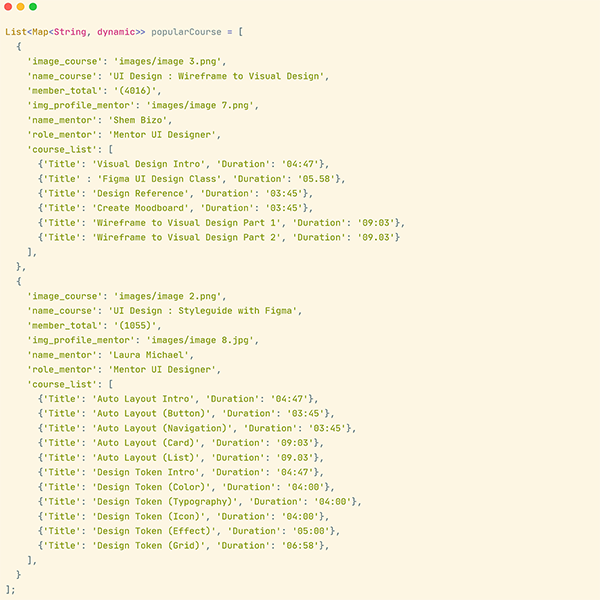 List<Map<String, dynamic>> popularCourse = [
  {
    'image_course': 'images/image 3.png',
    'name_course': 'UI Design : Wireframe to Visual Design',
    'member_total': '(4016)',
    'img_profile_mentor': 'images/image 7.png',
    'name_mentor': 'Shem Bizo',
    'role_mentor': 'Mentor UI Designer',
    'course_list': [
      {'Title': 'Visual Design Intro', 'Duration': '04:47'},
      {'Title' : 'Figma UI Design Class', 'Duration': '05.58'},
      {'Title': 'Design Reference', 'Duration': '03:45'},
      {'Title': 'Create Moodboard', 'Duration': '03:45'},
      {'Title': 'Wireframe to Visual Design Part 1', 'Duration': '09:03'},
      {'Title': 'Wireframe to Visual Design Part 2', 'Duration': '09.03'}
    ],
  },
  {
    'image_course': 'images/image 2.png',
    'name_course': 'UI Design : Styleguide with Figma',
    'member_total': '(1055)',
    'img_profile_mentor': 'images/image 8.jpg',
    'name_mentor': 'Laura Michael',
    'role_mentor': 'Mentor UI Designer',
    'course_list': [
      {'Title': 'Auto Layout Intro', 'Duration': '04:47'},
      {'Title': 'Auto Layout (Button)', 'Duration': '03:45'},
      {'Title': 'Auto Layout (Navigation)', 'Duration': '03:45'},
      {'Title': 'Auto Layout (Card)', 'Duration': '09:03'},
      {'Title': 'Auto Layout (List)', 'Duration': '09.03'},
      {'Title': 'Design Token Intro', 'Duration': '04:47'},
      {'Title': 'Design Token (Color)', 'Duration': '04:00'},
      {'Title': 'Design Token (Typography)', 'Duration': '04:00'},
      {'Title': 'Design Token (Icon)', 'Duration': '04:00'},
      {'Title': 'Design Token (Effect)', 'Duration': '05:00'},
      {'Title': 'Design Token (Grid)', 'Duration': '06:58'},
    ],
  }
];